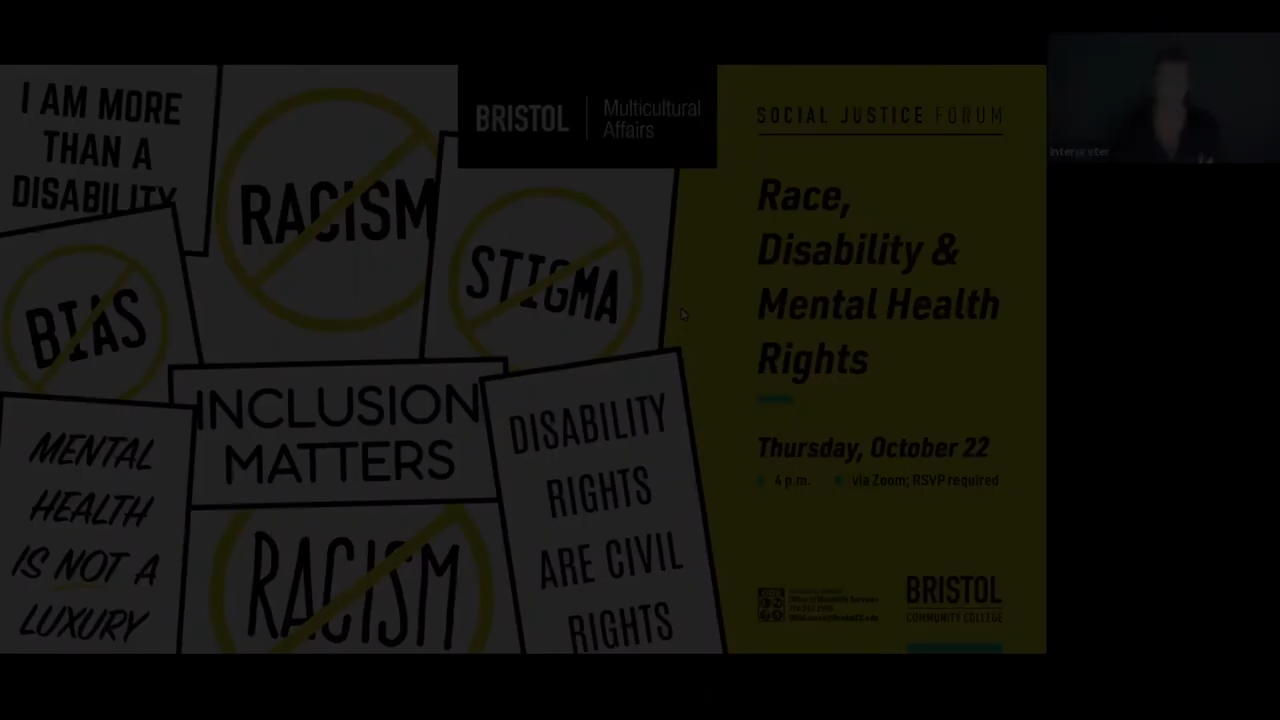 I AM MORE
THAN A
DISABILITY
RACISM
BIAS
STIGMA
INCLUSION
MATTERS
MENTAL
HEALTH
IS NOT A
LUXURY
RACISM
DISABILITY
RIGHTS
ARE CIVIL
RIGHTS
BRISTOL
Multicultural
Affairs
SOCIAL JUSTICE FORUM
Race,
Disability &
Mental Health
Rights
Thursday, October 22
4 p.m.
via Zoom; RSVP required
BRISTOL
COMMUNITY COLLEGE
Interpreter